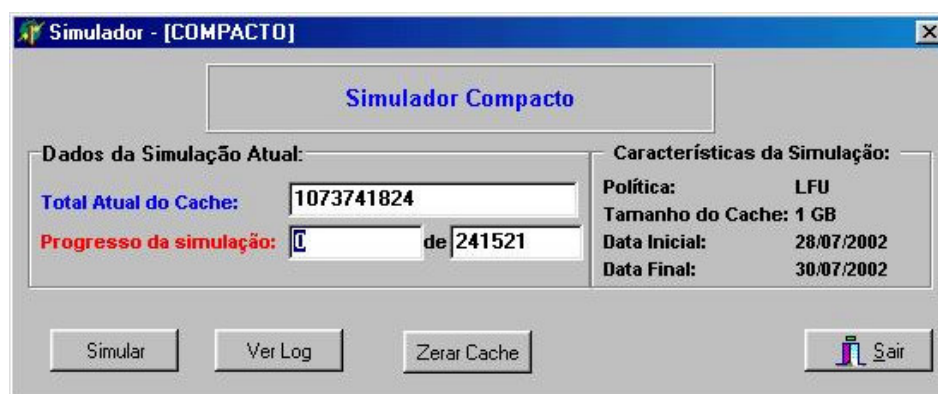 Simulador - [COMPACTO]
Simulador Compacto
Dados da Simulação Atual:
Total Atual do Cache: 1073741824
Progresso da simulação: 0 de 241521
Características da Simulação:
Política: LFU
Tamanho do Cache: 1 GB
Data Inicial: 28/07/2002
Data Final: 30/07/2002
Simular
Ver Log
Zerar Cache
Sair